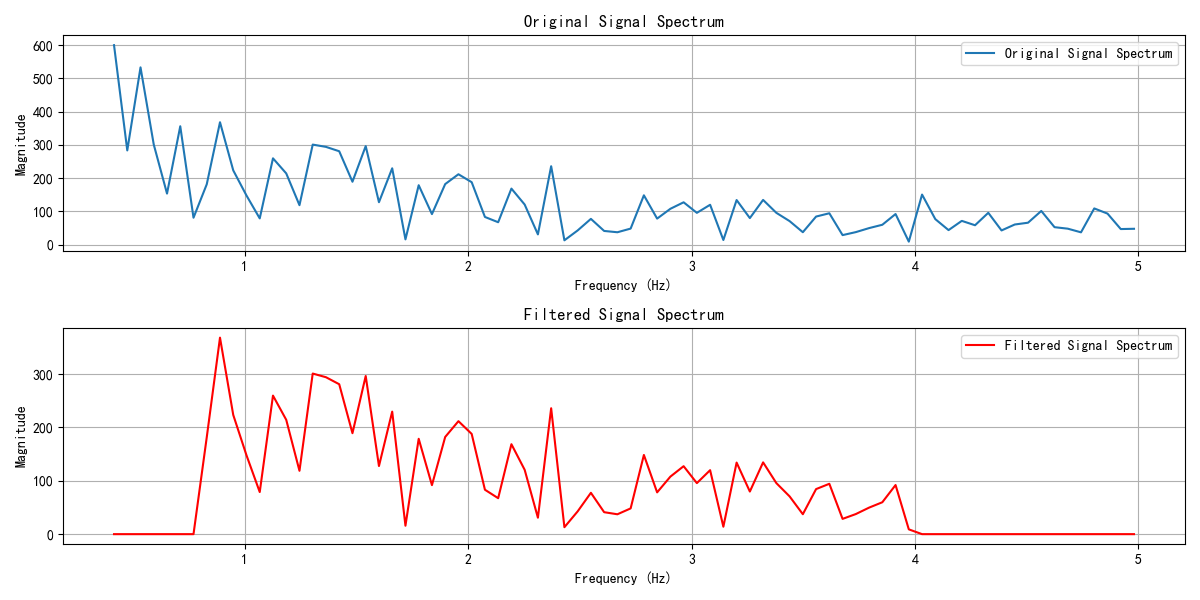 Original Signal Spectrum
Original Signal Spectrum
Magnitude
600
500
400
300
200
100
0
1
2
3
4
5
Frequency (Hz)
Filtered Signal Spectrum
Filtered Signal Spectrum
Magnitude
300
200
100
0
1
2
3
4
5
Frequency (Hz)